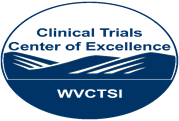 Clinical Trials
Center of Excellence
WVCTSI